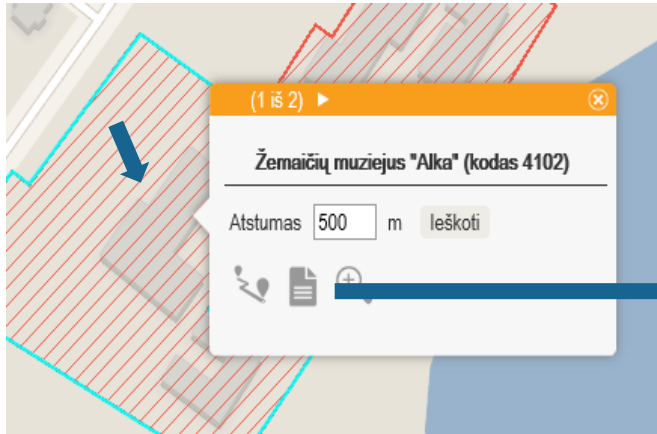 (1 iš 2)
Žemaičių muziejus "Alka" (kodas 4102)
Atstumas 500 m Ieškoti